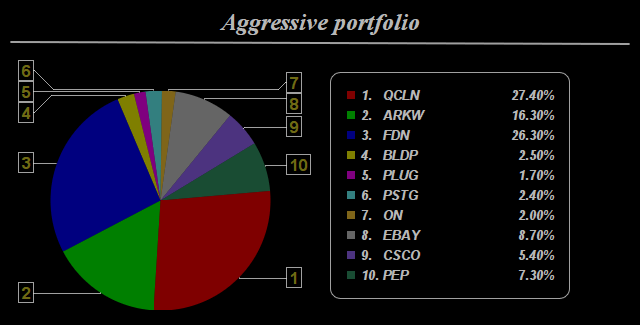 Aggressive portfolio
6
5
4
3
2
7
8
9
10
1
1. QCLN 27.40%
2. ARKW 16.30%
3. FDN 26.30%
4. BLDP 2.50%
5. PLUG 1.70%
6. PSTG 2.40%
7. ON 2.00%
8. EBAY 8.70%
9. CSCO 5.40%
10. PEP 7.30%